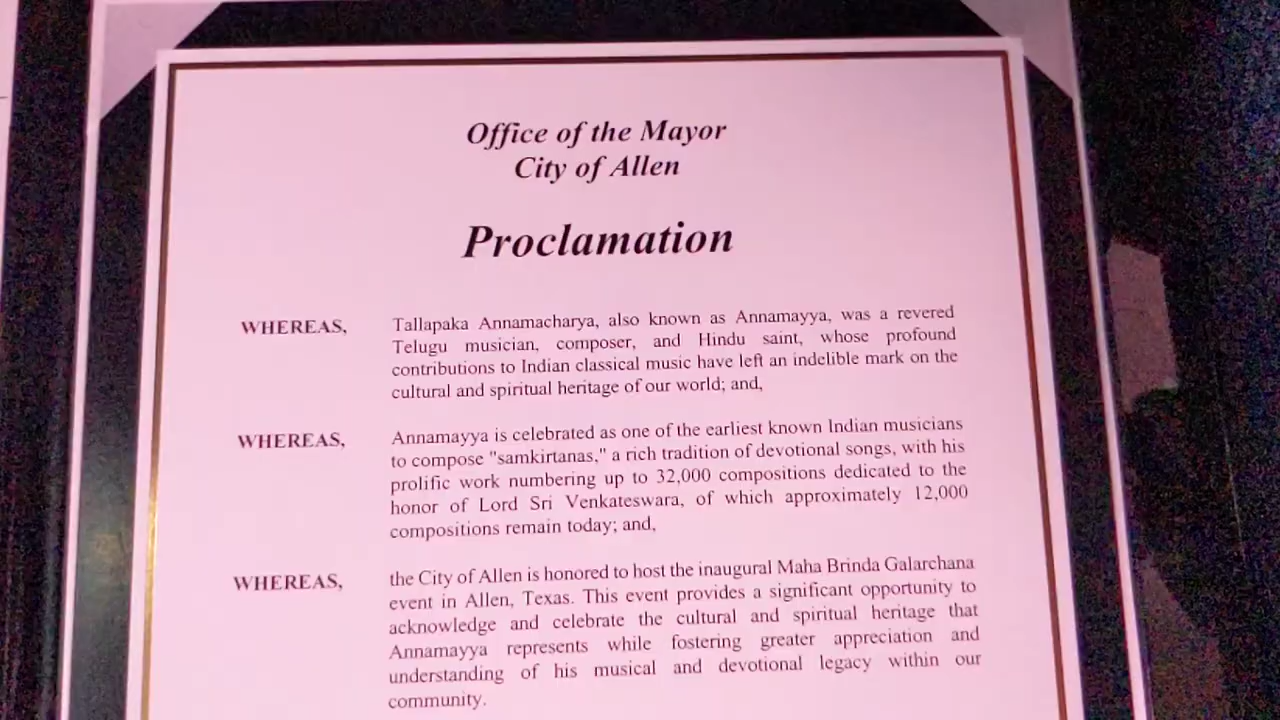 Office of the Mayor
City of Allen
Proclamation
WHEREAS, Tallapaka Annamacharya, also known as Annamayya, was a revered
Telugu musician, composer, and Hindu saint, whose profound
contributions to Indian classical music have left an indelible mark on the
cultural and spiritual heritage of our world; and,
WHEREAS, Annamayya is celebrated as one of the earliest known Indian musicians
to compose "samkirtanas," a rich tradition of devotional songs, with his
prolific work numbering up to 32,000 compositions dedicated to the
honor of Lord Sri Venkateswara, of which approximately 12,000
compositions remain today; and,
WHEREAS, the City of Allen is honored to host the inaugural Maha Brinda Galarchana
event in Allen, Texas. This event provides a significant opportunity to
acknowledge and celebrate the cultural and spiritual heritage that
Annamayya represents while fostering greater appreciation and
understanding of his musical and devotional legacy within our
community.